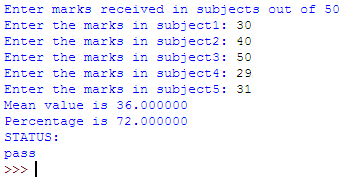 Enter marks received in subjects out of 50
Enter the marks in subject1: 30
Enter the marks in subject2: 40
Enter the marks in subject3: 50
Enter the marks in subject4: 29
Enter the marks in subject5: 31
Mean value is 36.000000
Percentage is 72.000000
STATUS:
pass
>>>